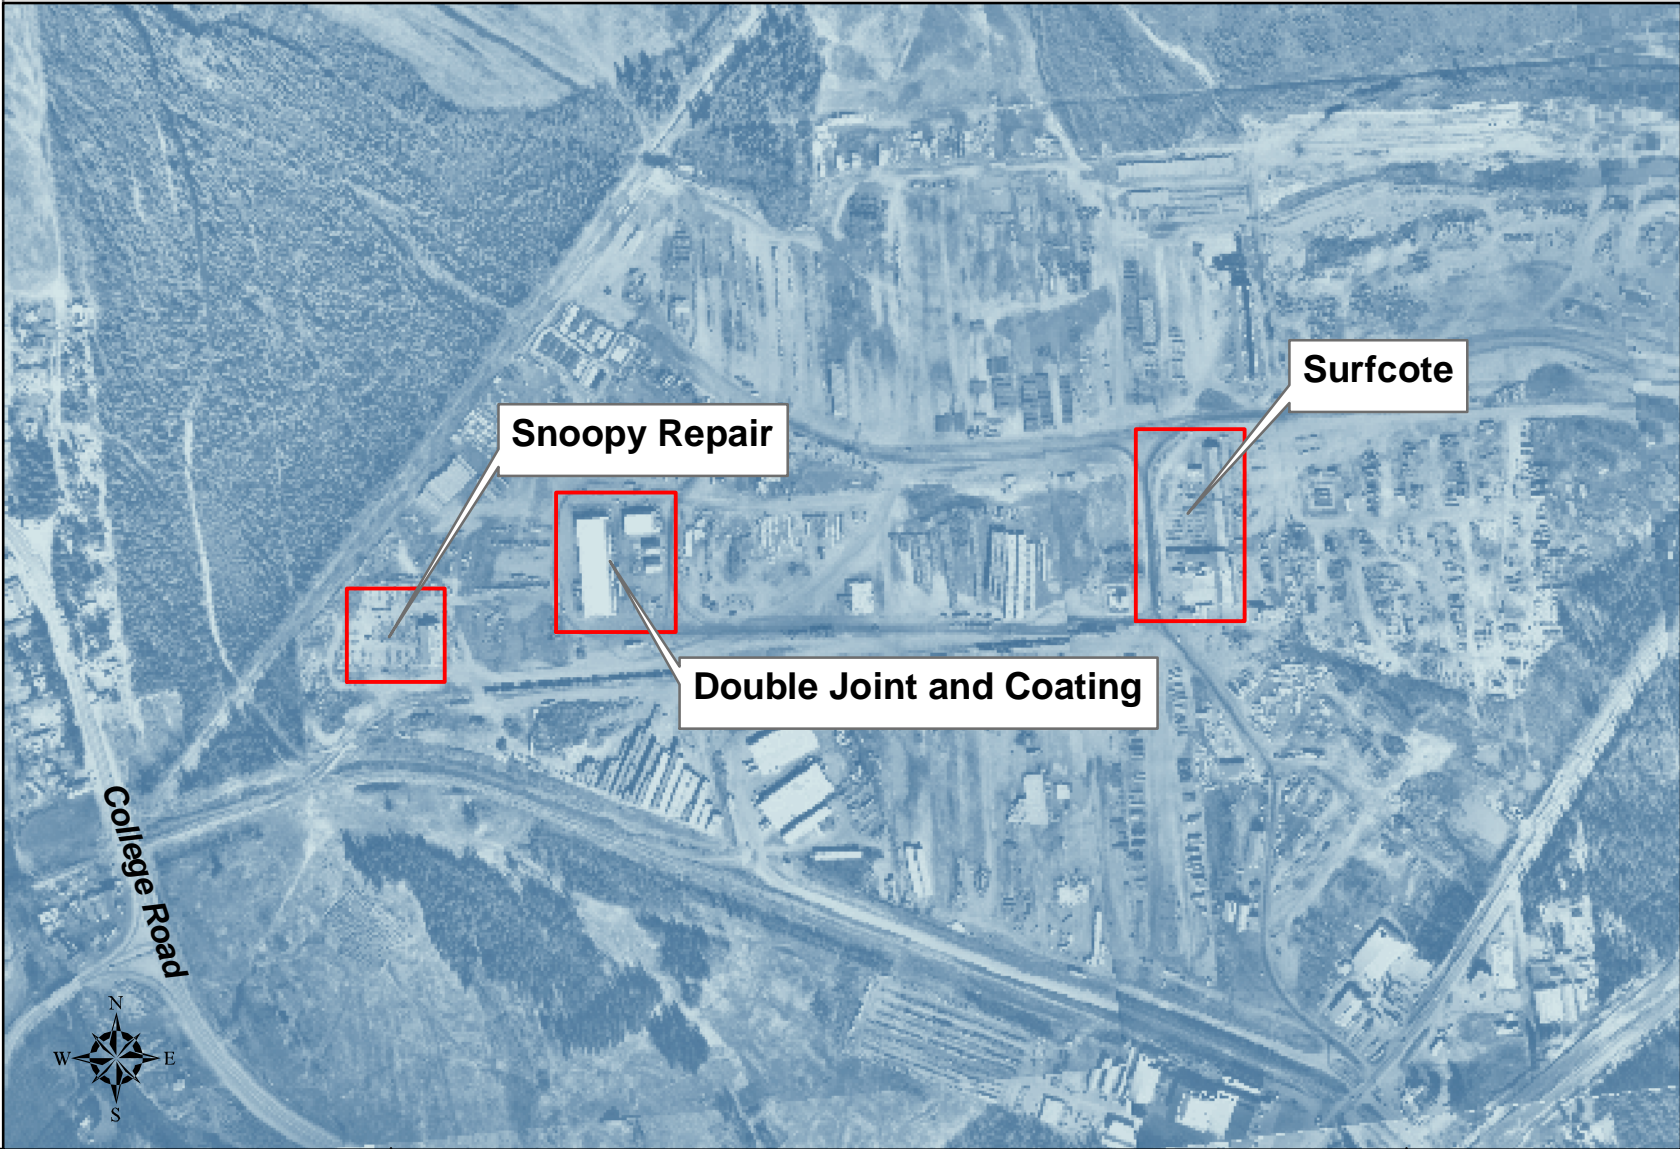 Surfcote
Snoopy Repair
Double Joint and Coating
College Road
N
W E
S